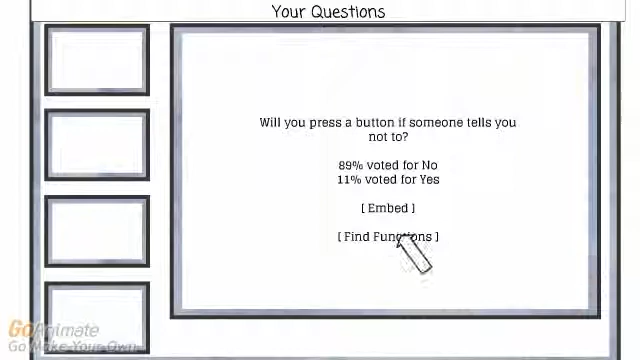 Your Questions
Will you press a button if someone tells you
not to?
89% voted for No
11% voted for Yes
[ Embed ]
[ Find Functions ]
GoAnimate
Go Make Your Own